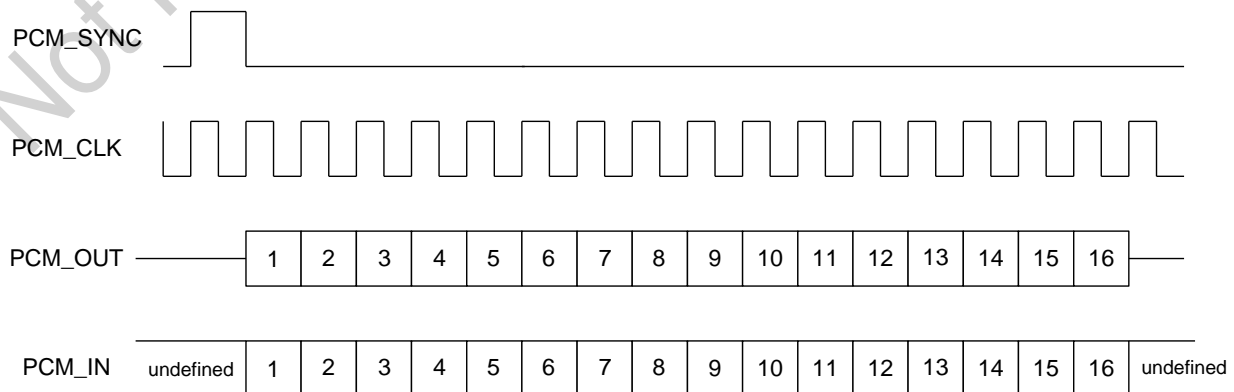 Not
PCM_SYNC
PCM_CLK
PCM_OUT 1 2 3 4 5 6 7 8 9 10 11 12 13 14 15 16
PCM_IN undefined 1 2 3 4 5 6 7 8 9 10 11 12 13 14 15 16 undefined